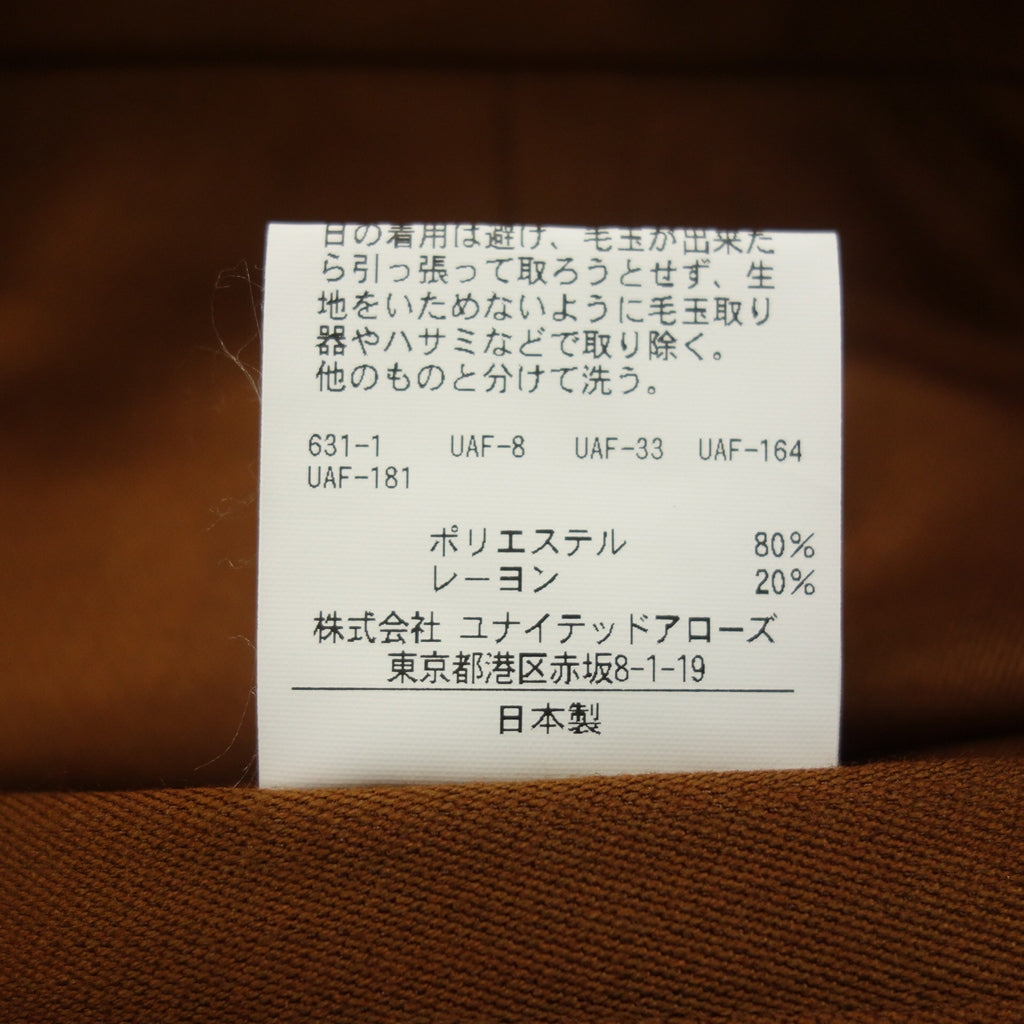 日の着用は避け、毛玉が出来た
ら引っ張って取ろうとせず、生
地をいためないように毛玉取り
器やハサミなどで取り除く。
他のものと分けて洗う。
631-1 UAF-8 UAF-33 UAF-164
UAF-181
ポリエステル 80%
レーヨン 20%
株式会社 ユナイテッドアローズ
東京都港区赤坂8-1-19
日本製